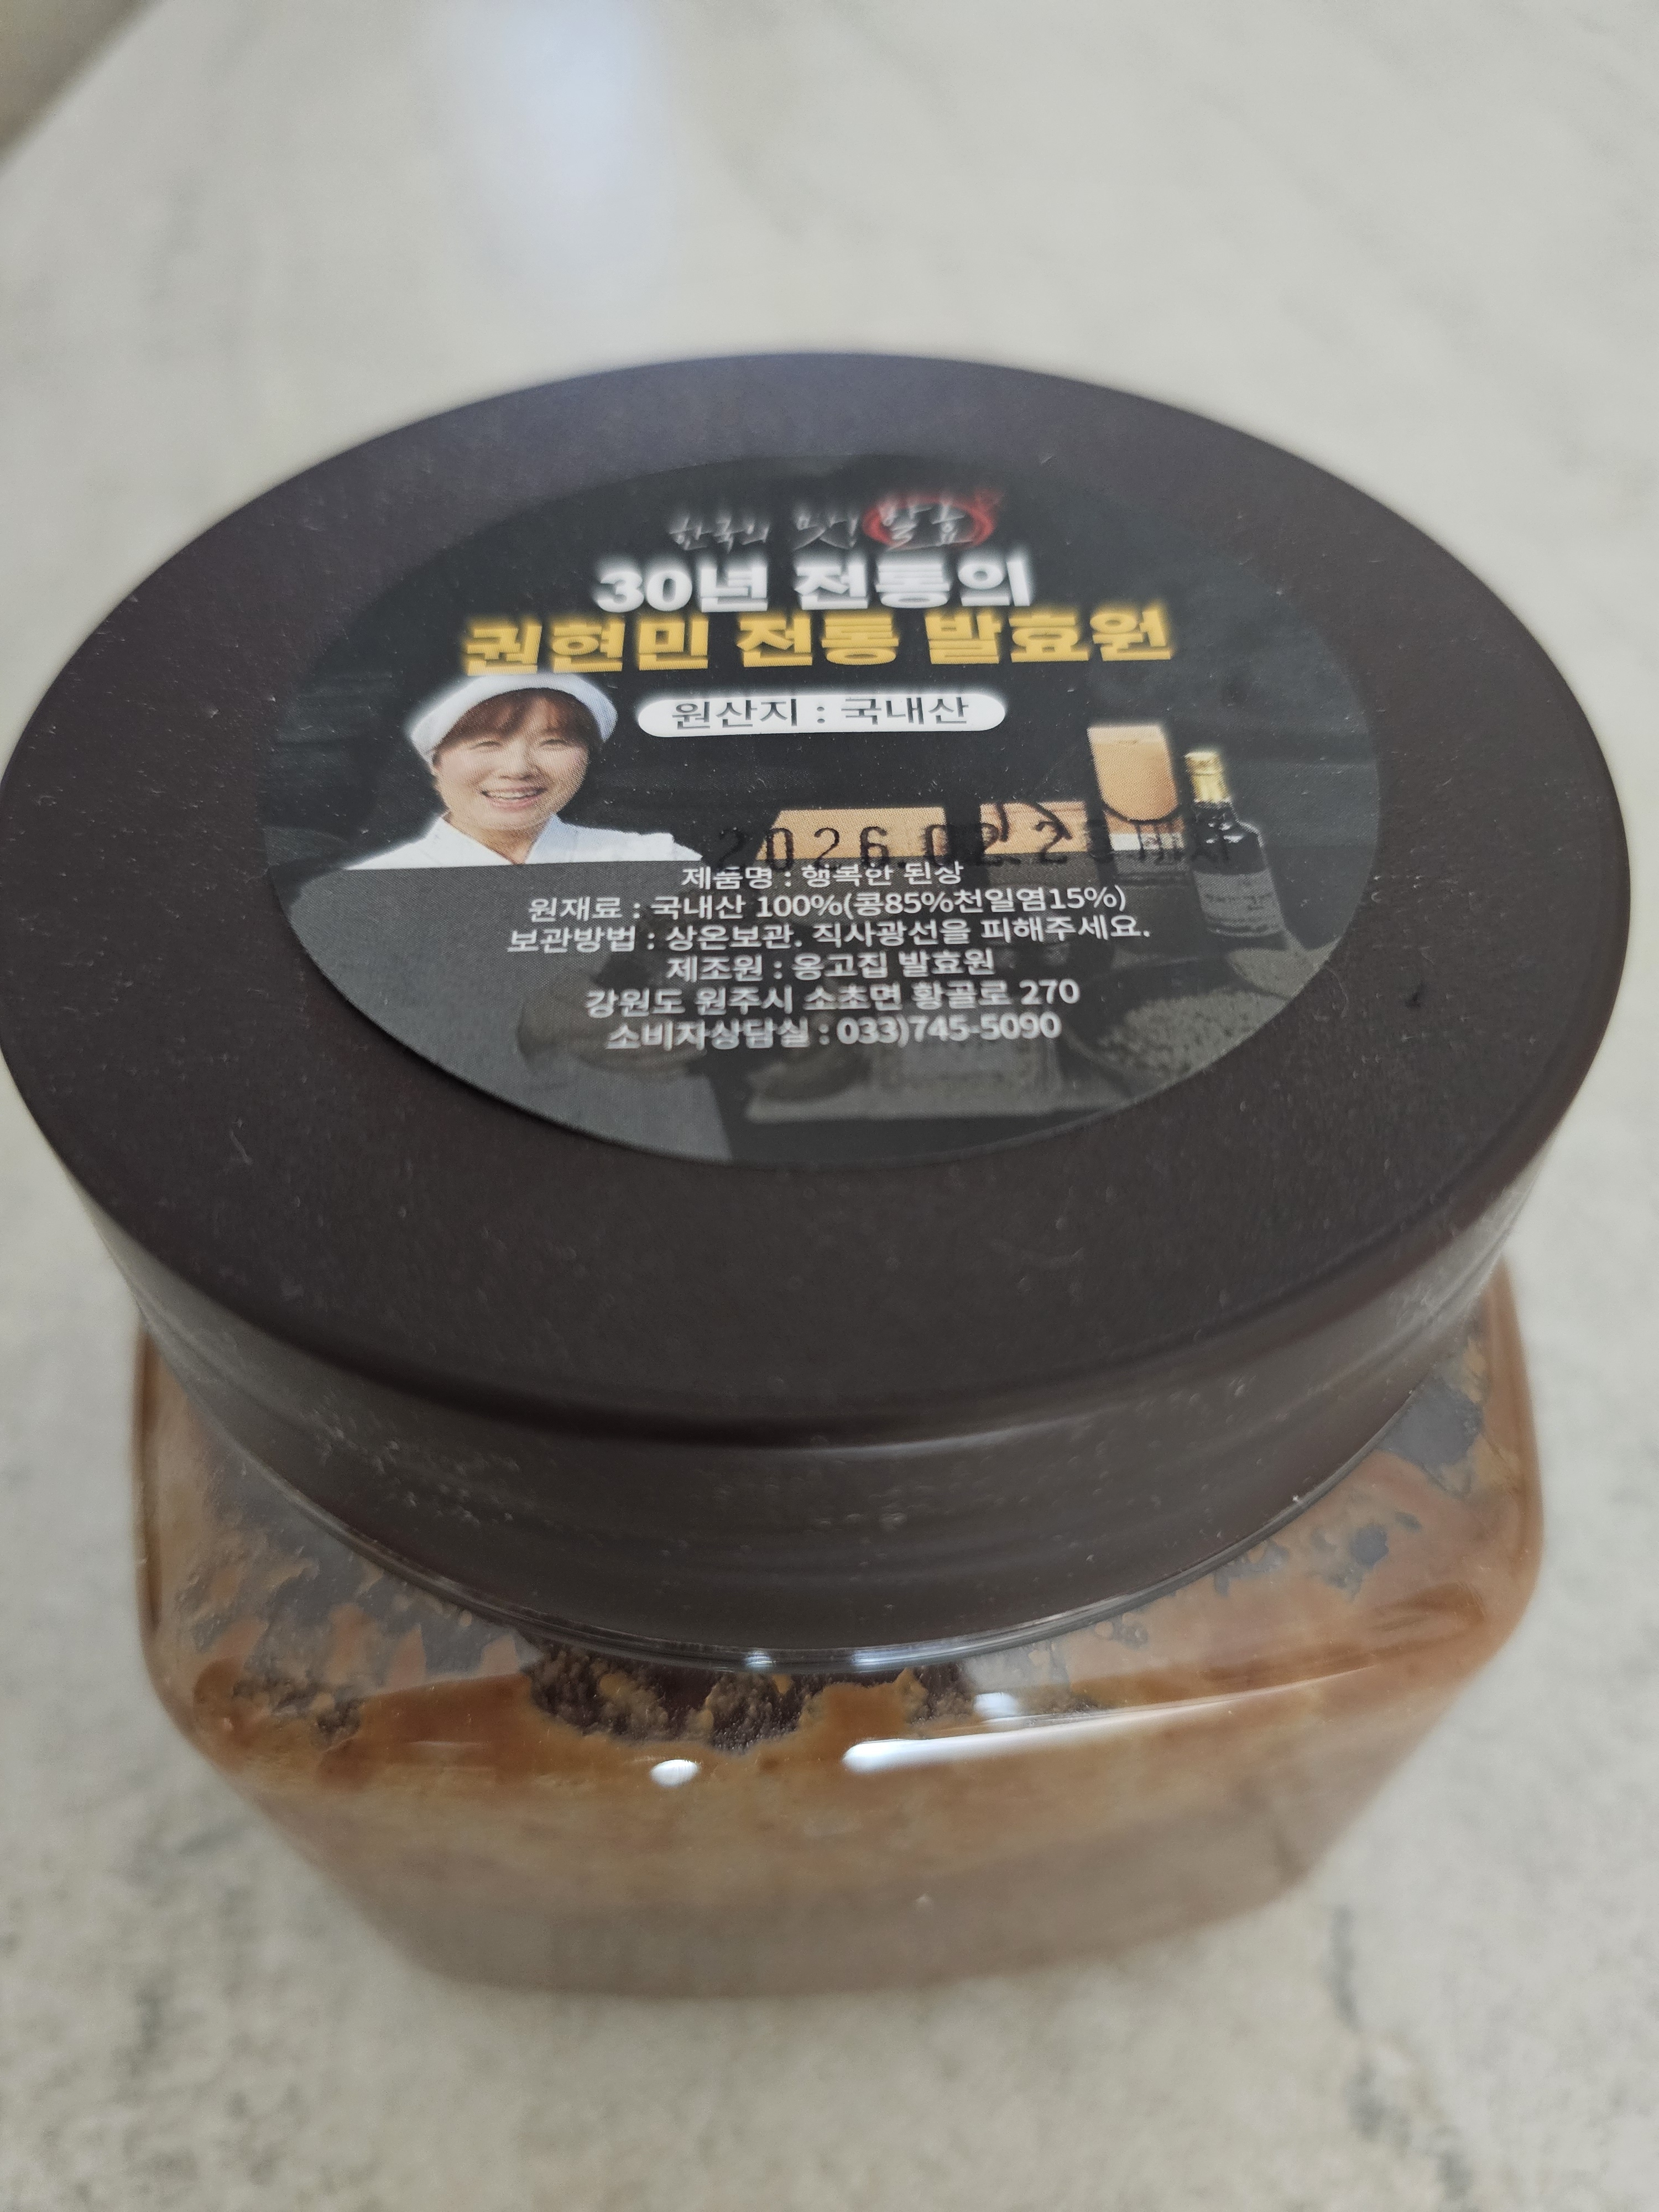 한국의 맛! 발효
30년 전통의
권현민 전통 발효원
원산지 : 국내산
제품명 : 행복한 된장
원재료 : 국내산 100%(콩85%천일염15%)
보관방법 : 상온보관. 직사광선을 피해주세요.
제조원 : 옹고집 발효원
강원도 원주시 소초면 황골로 270
소비자상담실 : 033)745-5090